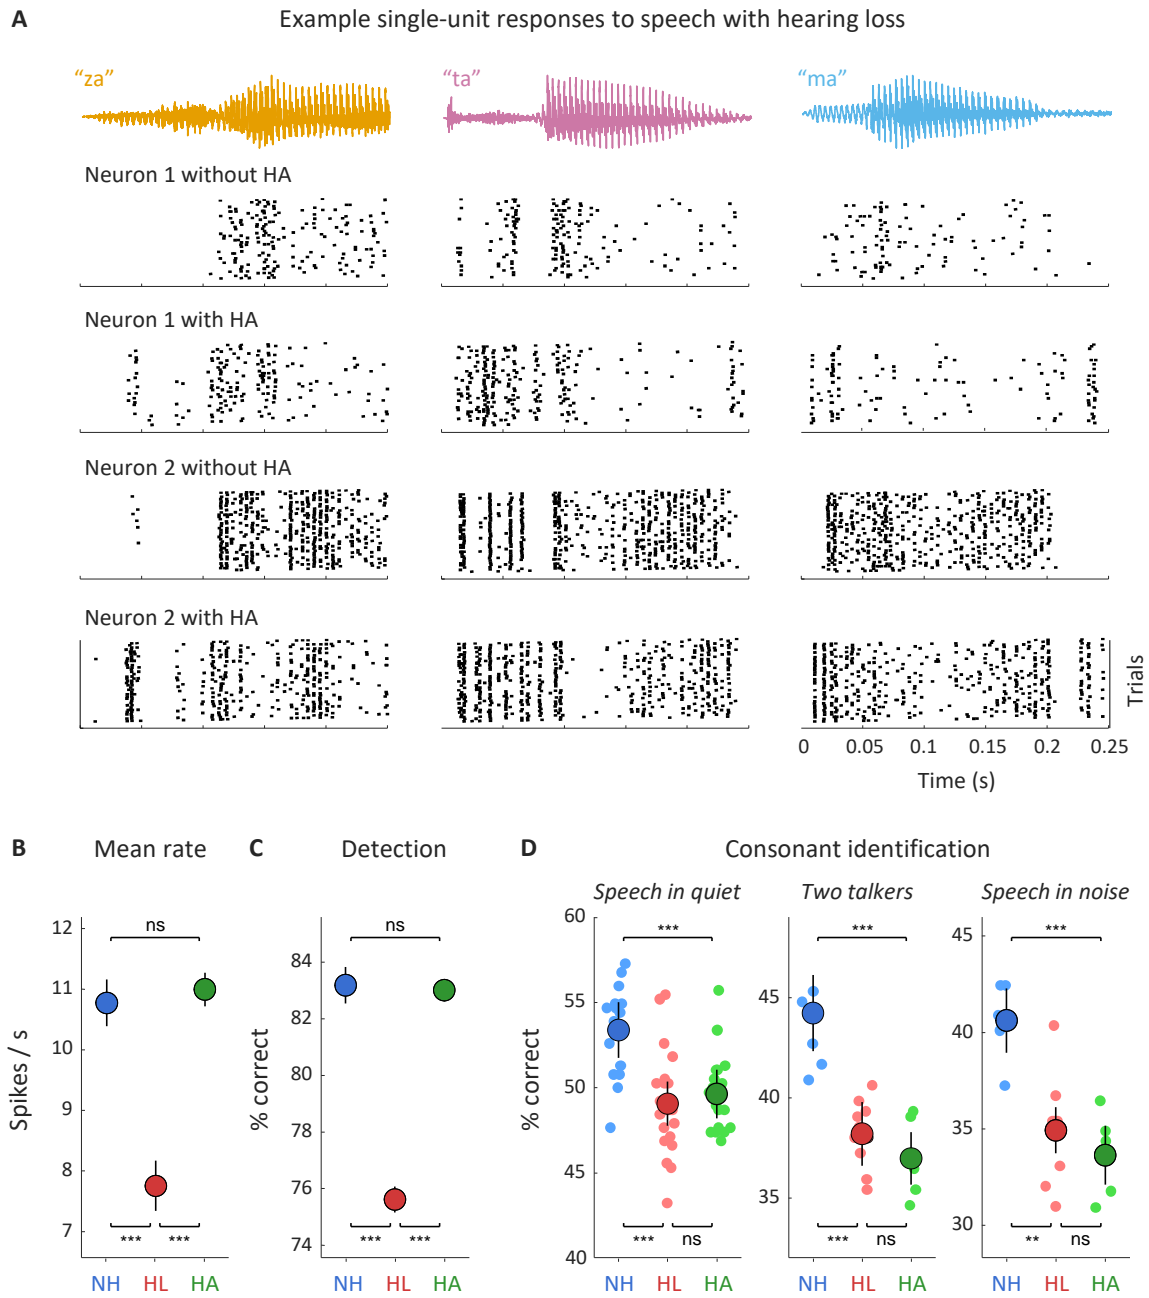 A
Example single-unit responses to speech with hearing loss
“za”
“ta”
“ma”
Neuron 1 without HA
Neuron 1 with HA
Neuron 2 without HA
Neuron 2 with HA
Trials
0 0.05 0.1 0.15 0.2 0.25
Time (s)
B Mean rate
Spikes / s
12
11
10
9
8
7
ns
*** ***
NH HL HA
C Detection
% correct
84
82
80
78
76
74
ns
*** ***
NH HL HA
D Consonant identification
% correct
Speech in quiet
60
55
50
45
40
***
*** ns
NH HL HA
Two talkers
45
40
35
***
*** ns
NH HL HA
Speech in noise
45
40
35
30
***
** ns
NH HL HA